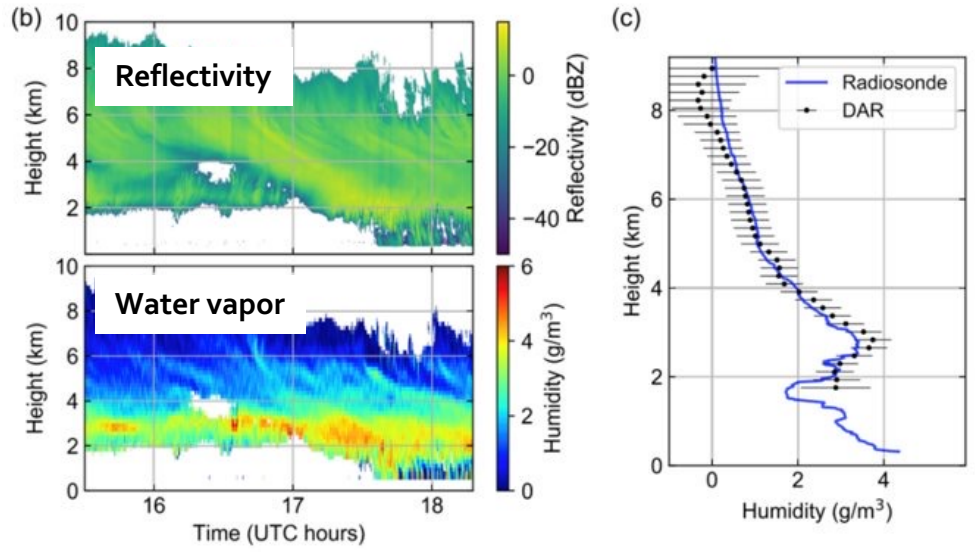 (b)
10
8
6
4
2
Height (km)
Reflectivity
0
−20
−40
Reflectivity (dBZ)
10
8
6
4
2
0
Height (km)
Water vapor
16
17
18
Time (UTC hours)
6
4
2
0
Humidity (g/m³)
(c)
8
6
4
2
0
Height (km)
Radiosonde
DAR
0
2
4
Humidity (g/m³)